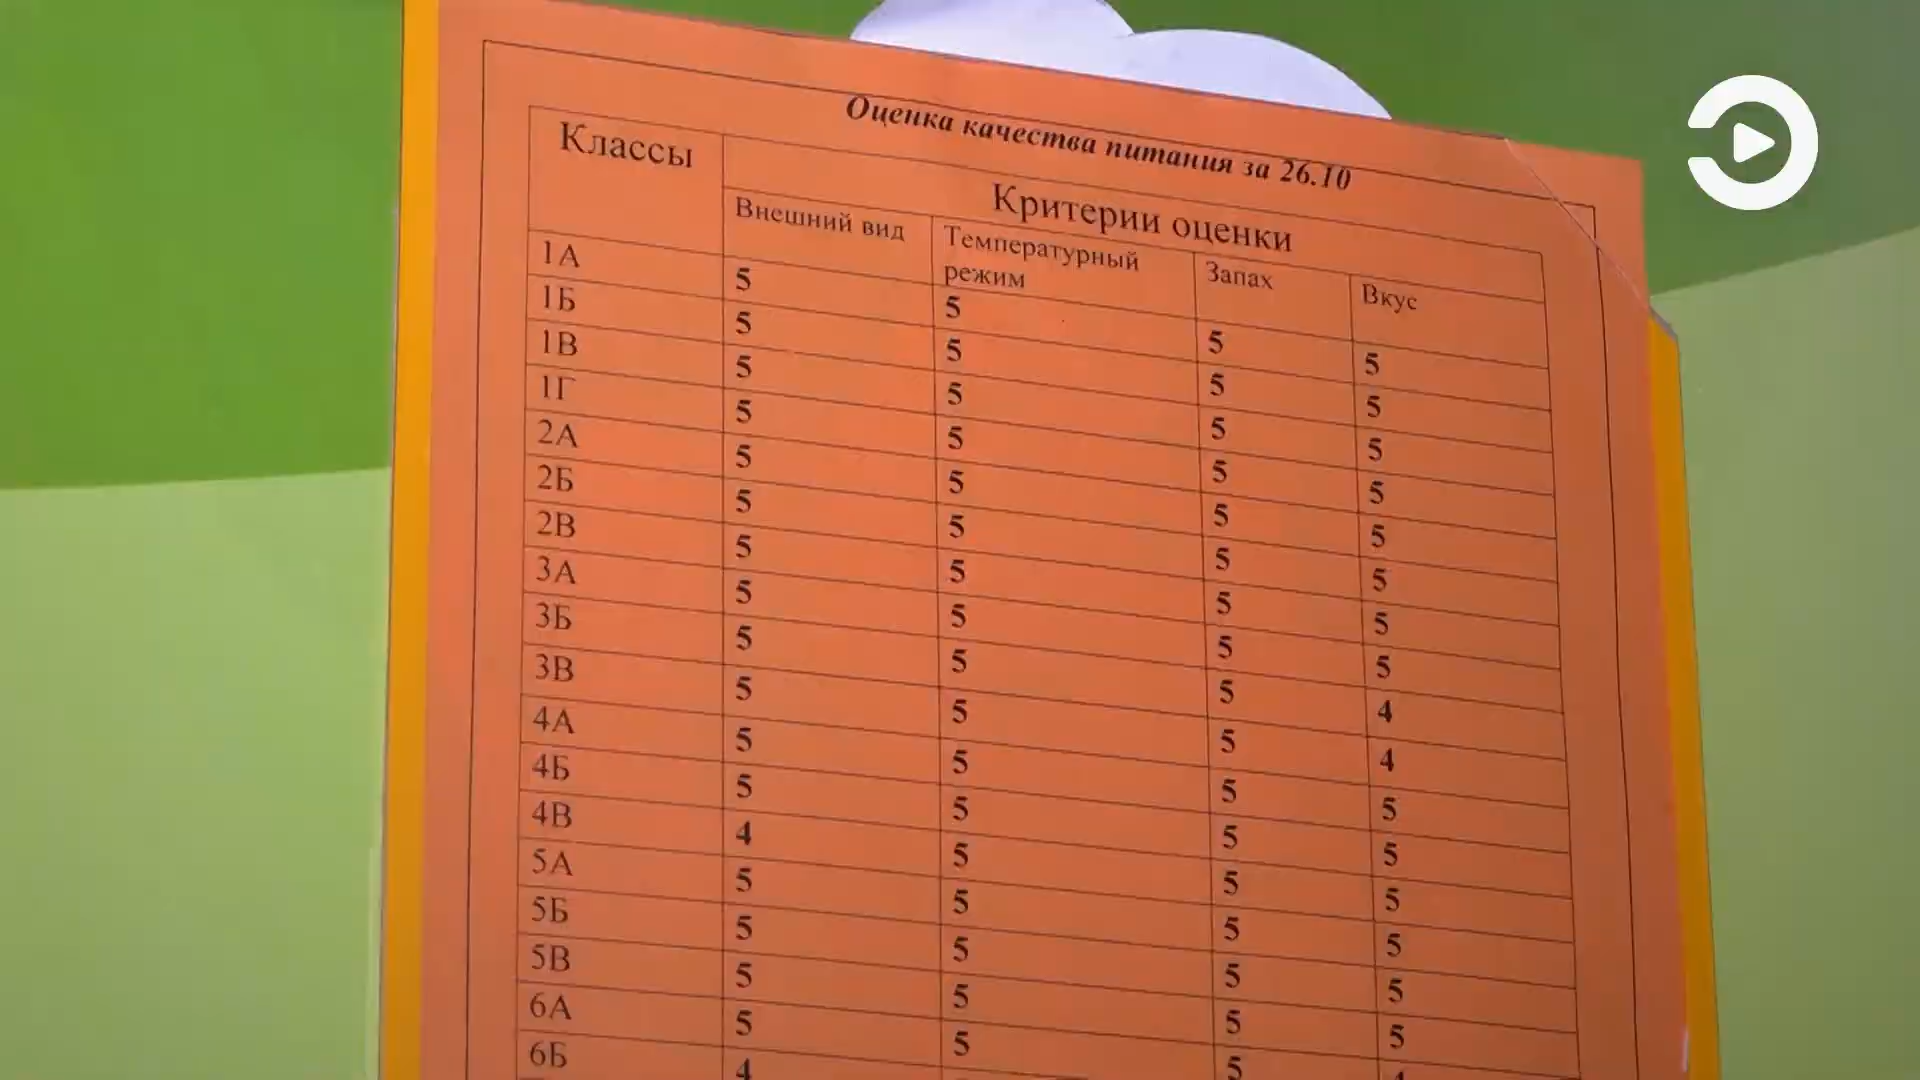 Оценка качества питания за 26.10
Классы Критерии оценки
Внешний вид Температурный режим Запах Вкус
1А 5 5 5 5
1Б 5 5 5 5
1В 5 5 5 5
1Г 5 5 5 5
2А 5 5 5 5
2Б 5 5 5 5
2В 5 5 5 5
3А 5 5 5 5
3Б 5 5 5 4
3В 5 5 5 4
4А 5 5 5 5
4Б 5 5 5 5
4В 4 5 5 5
5А 5 5 5 5
5Б 5 5 5 5
5В 5 5 5 5
6А 5 5 5
6Б 4